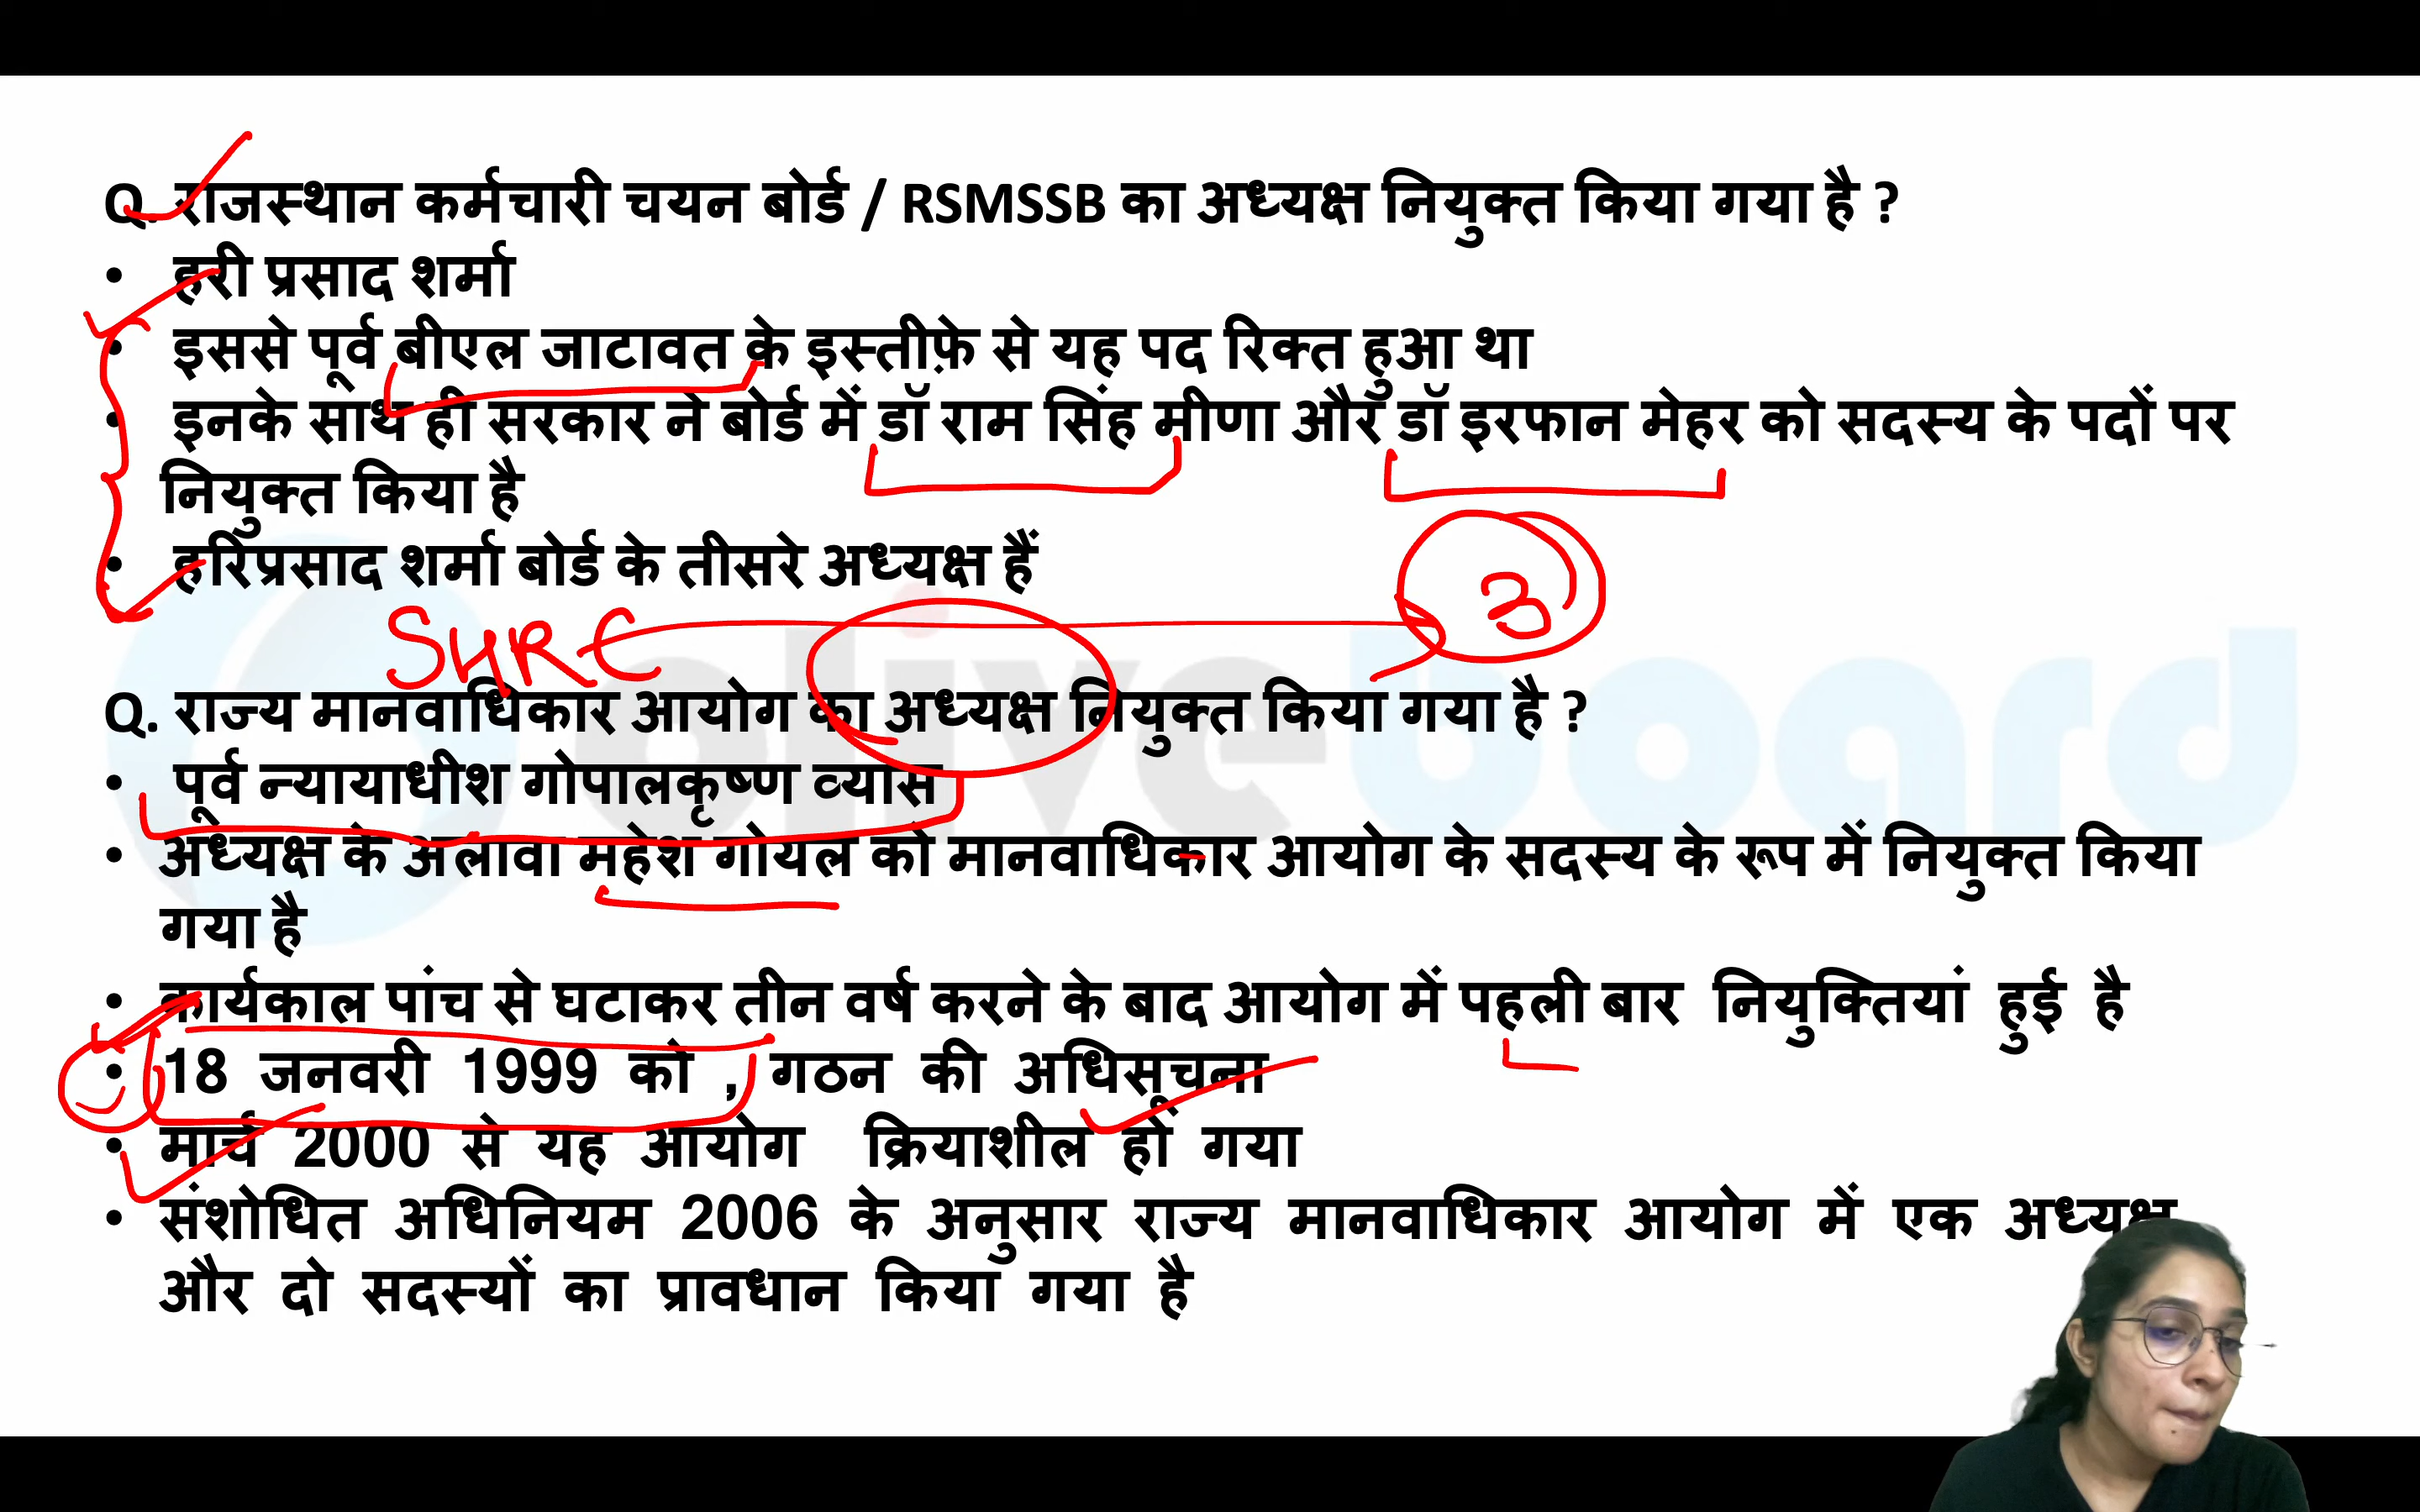 Q. राजस्थान कर्मचारी चयन बोर्ड / RSMSSB का अध्यक्ष नियुक्त किया गया है ?
• हरी प्रसाद शर्मा
• इससे पूर्व बीएल जाटावत के इस्तीफ़े से यह पद रिक्त हुआ था
• इनके साथ ही सरकार ने बोर्ड में डॉ राम सिंह मीणा और डॉ इरफान मेहर को सदस्य के पदों पर
नियुक्त किया है
• हरिप्रसाद शर्मा बोर्ड के तीसरे अध्यक्ष हैं
3
SHRC
oliveboard
Q. राज्य मानवाधिकार आयोग का अध्यक्ष नियुक्त किया गया है ?
• पूर्व न्यायाधीश गोपालकृष्ण व्यास
• अध्यक्ष के अलावा महेश गोयल को मानवाधिकार आयोग के सदस्य के रूप में नियुक्त किया
गया है
• कार्यकाल पांच से घटाकर तीन वर्ष करने के बाद आयोग में पहली बार नियुक्तियां हुई है
• 18 जनवरी 1999 को , गठन की अधिसूचना
• मार्च 2000 से यह आयोग क्रियाशील हो गया
• संशोधित अधिनियम 2006 के अनुसार राज्य मानवाधिकार आयोग में एक अध्यक्ष
और दो सदस्यों का प्रावधान किया गया है